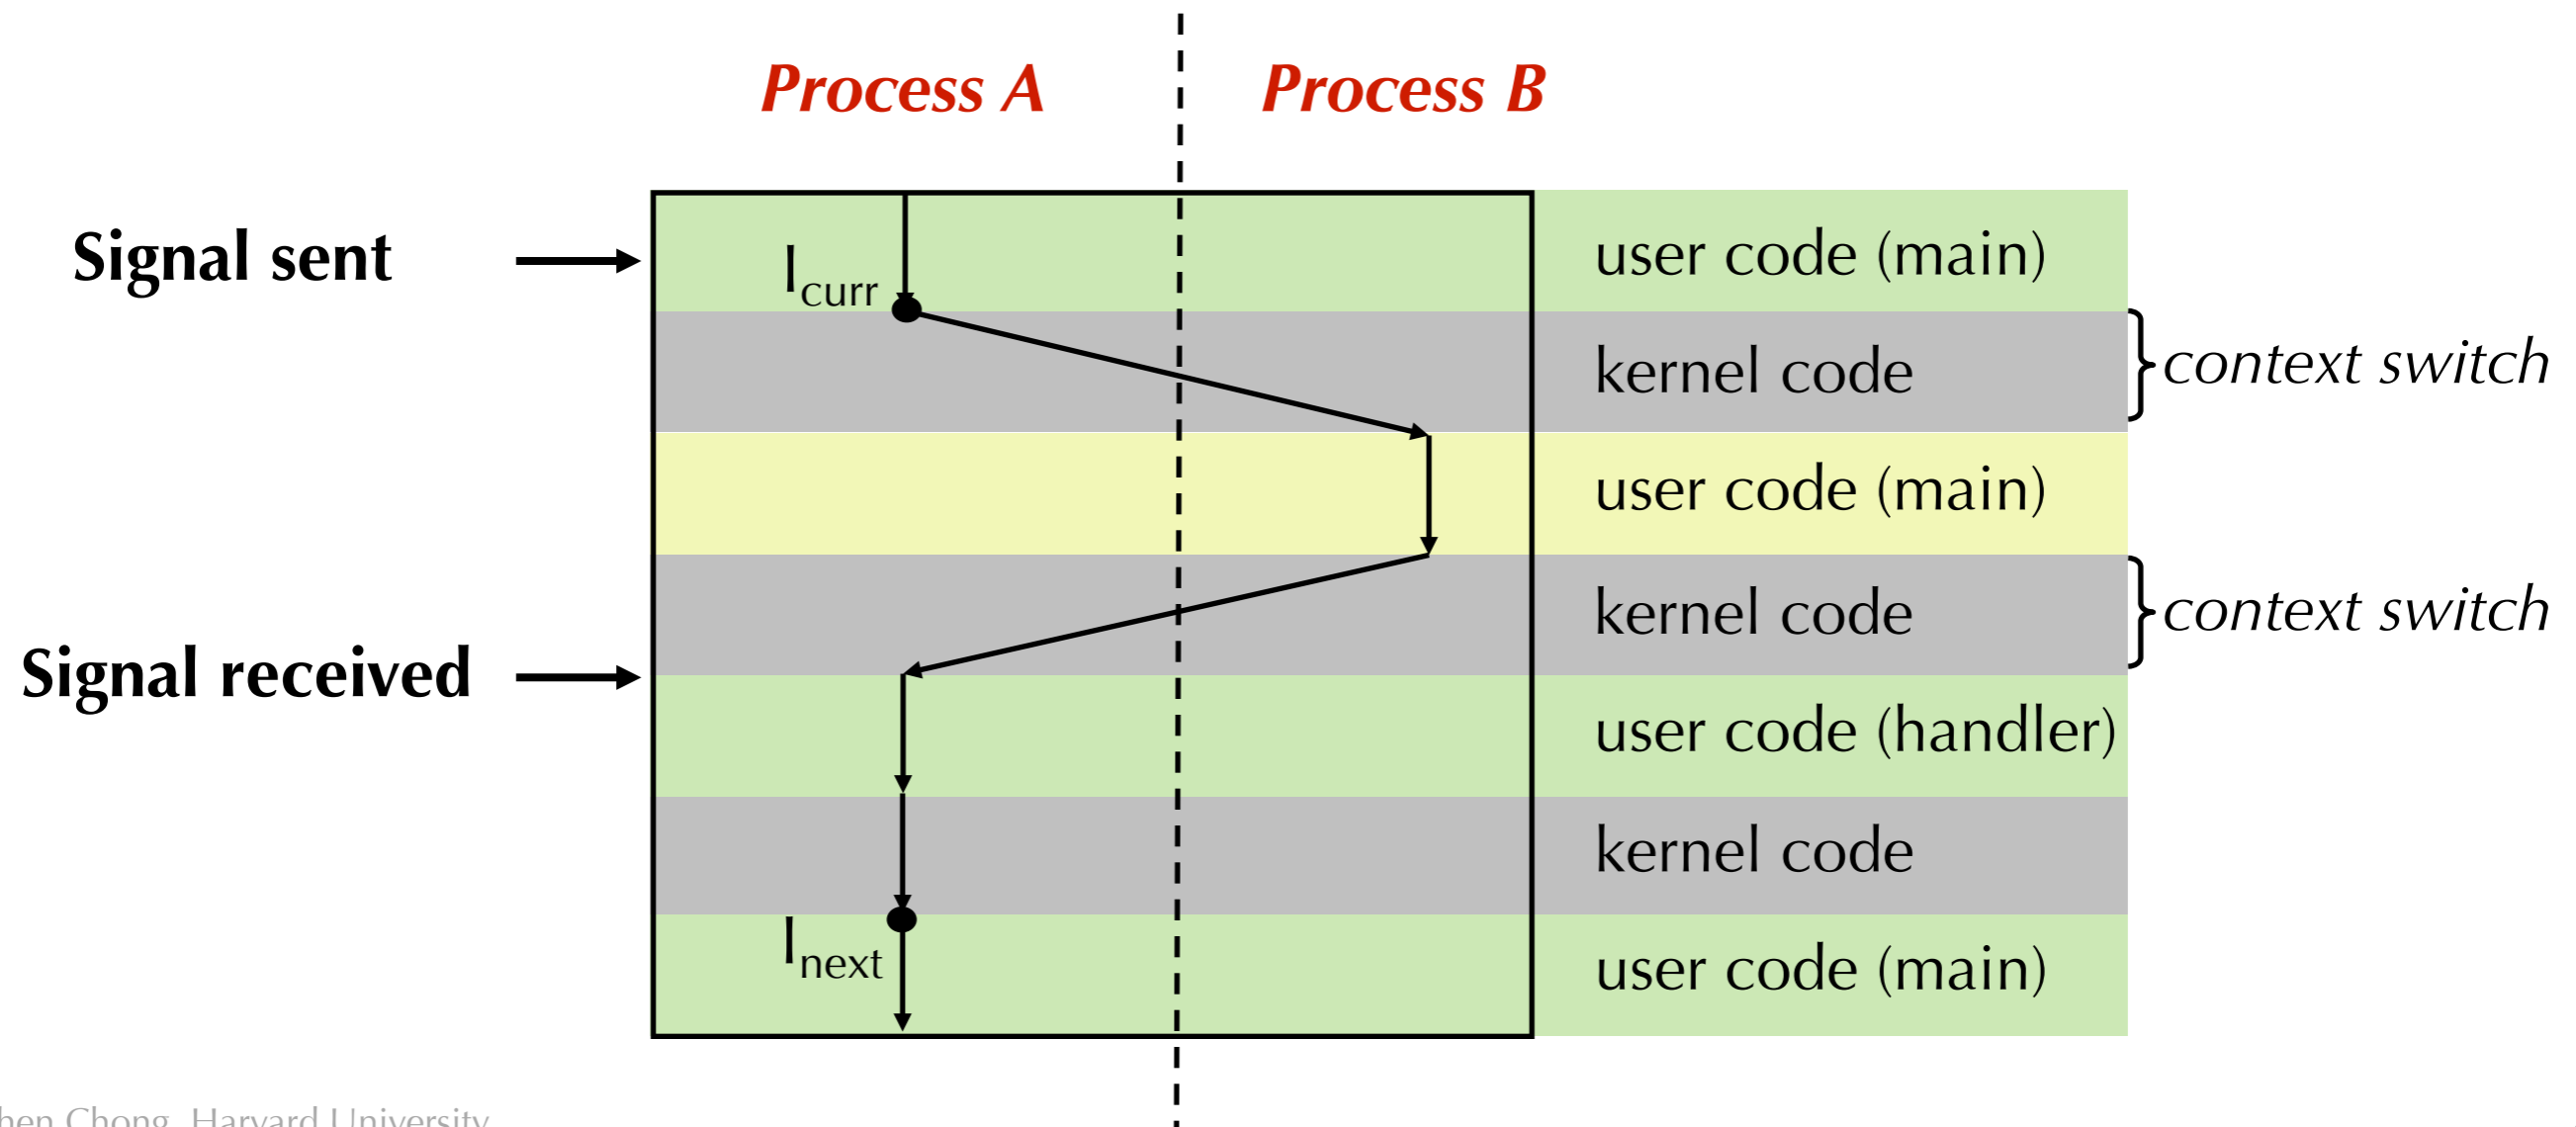 Process A
Process B
Signal sent
Icurr
user code (main)
kernel code
context switch
user code (main)
kernel code
context switch
Signal received
user code (handler)
kernel code
Inext
user code (main)
Chong, Harvard University